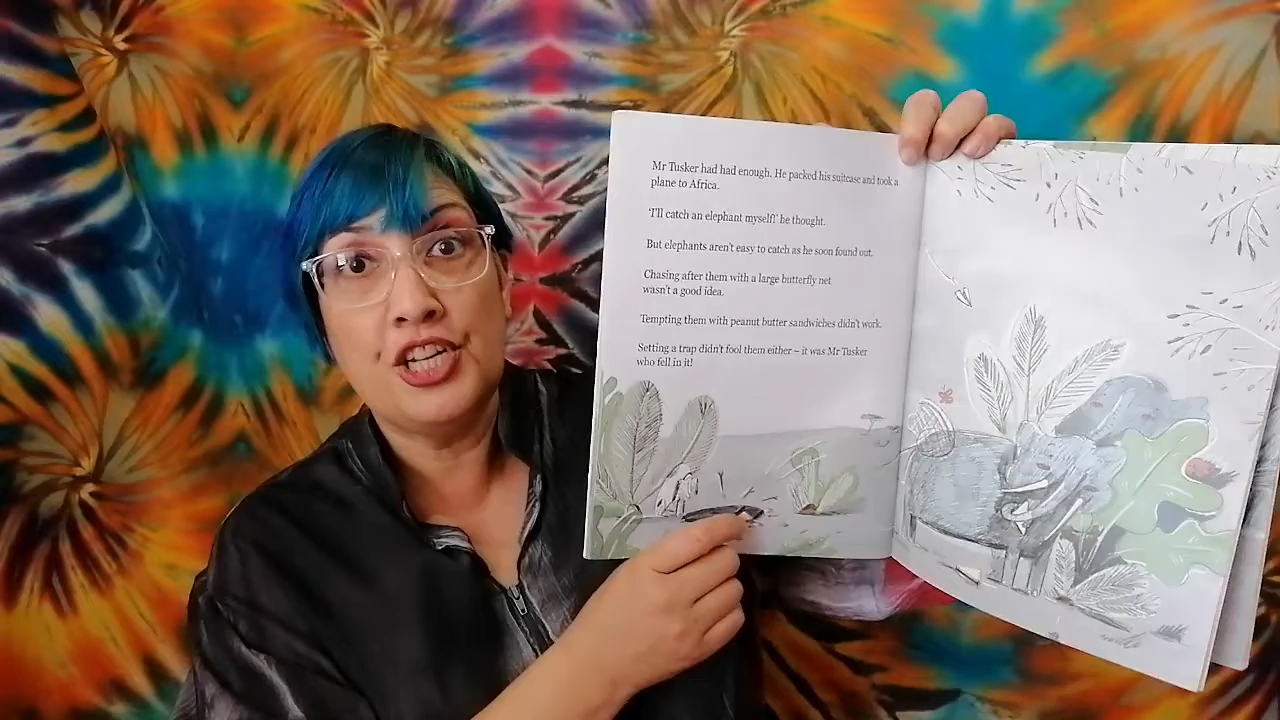 Mr Tusker had had enough. He packed his suitcase and took a
plane to Africa.
'I'll catch an elephant myself!' he thought.
But elephants aren't easy to catch as he soon found out.
Chasing after them with a large butterfly net
wasn't a good idea.
Tempting them with peanut butter sandwiches didn't work.
Setting a trap didn't fool them either – it was Mr Tusker
who fell in it!